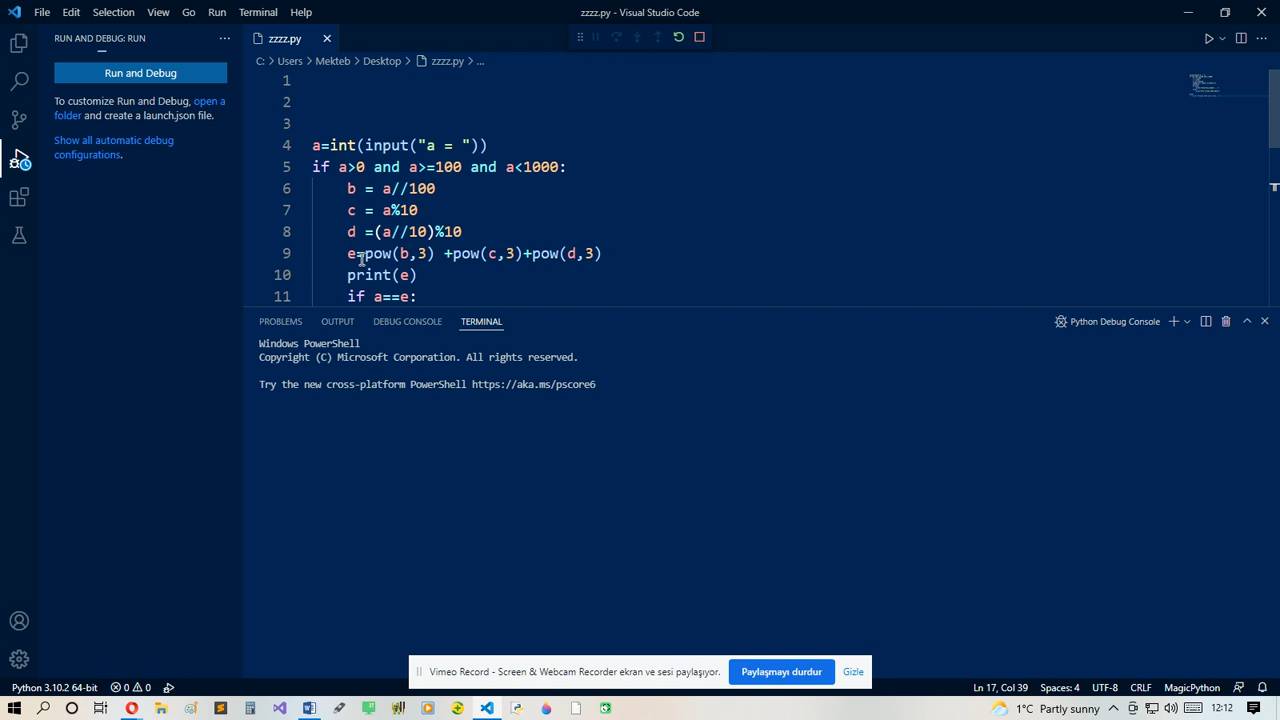 File Edit Selection View Go Run Terminal Help
zzzz.py - Visual Studio Code
RUN AND DEBUG: RUN ...
zzzz.py
C: > Users > Mekteb > Desktop > zzzz.py > ...
Run and Debug
To customize Run and Debug, open a
folder and create a launch.json file.
Show all automatic debug
configurations.
1
2
3
4 a=int(input("a = "))
5 if a>0 and a>=100 and a<1000:
6 b = a//100
7 c = a%10
8 d =(a//10)%10
9 e=pow(b,3) +pow(c,3)+pow(d,3)
10 print(e)
11 if a==e:
PROBLEMS OUTPUT DEBUG CONSOLE TERMINAL
Python Debug Console
Windows PowerShell
Copyright (C) Microsoft Corporation. All rights reserved.
Try the new cross-platform PowerShell https://aka.ms/pscore6
Vimeo Record - Screen & Webcam Recorder ekran ve sesi paylaşıyor.
Paylaşmayı durdur
Gizle
Python 3.10.2 64-bit 0 0
Ln 17, Col 39 Spaces: 4 UTF-8 CRLF MagicPython
1°C Partly sunny
12:12